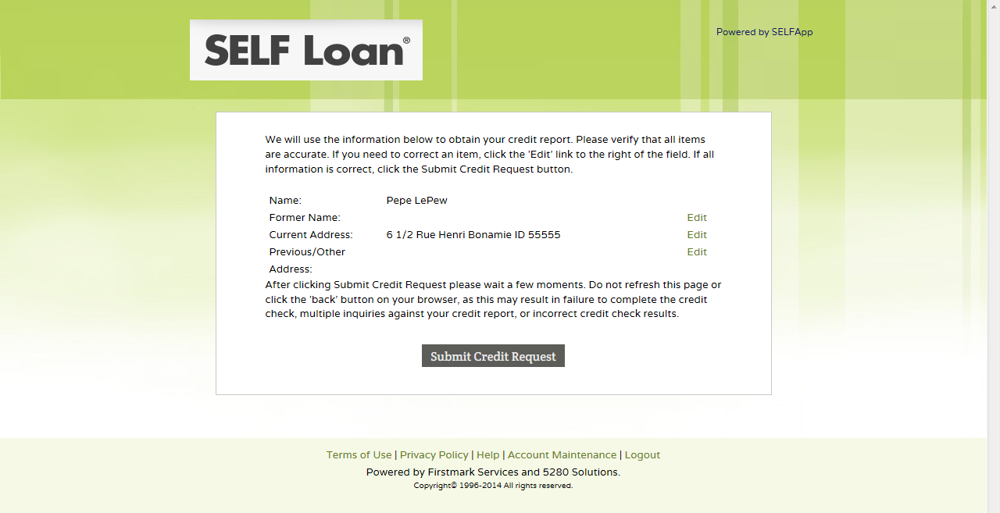 SELF Loan®
Powered by SELFApp
We will use the information below to obtain your credit report. Please verify that all items
are accurate. If you need to correct an item, click the 'Edit' link to the right of the field. If all
information is correct, click the Submit Credit Request button.
Name: Pepe LePew
Former Name: Edit
Current Address: 6 1/2 Rue Henri Bonamie ID 55555 Edit
Previous/Other Edit
Address:
After clicking Submit Credit Request please wait a few moments. Do not refresh this page or
click the 'back' button on your browser, as this may result in failure to complete the credit
check, multiple inquiries against your credit report, or incorrect credit check results.
Submit Credit Request
Terms of Use | Privacy Policy | Help | Account Maintenance | Logout
Powered by Firstmark Services and 5280 Solutions.
Copyright© 1996-2014 All rights reserved.